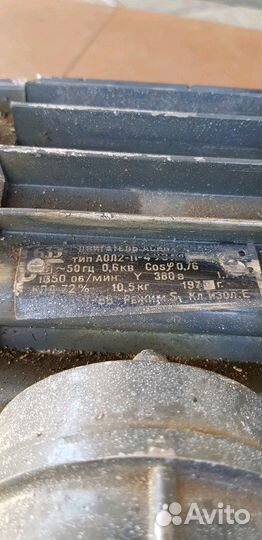 ДВИГАТЕЛЬ АСИН
ТИП АОЛ2-11-4
~50 ГЦ 0,6 кВ Cosφ 0,76
1350 об/мин Y 380 в
КПД 72% 10,5 кг 197 г.
РЕЖИМ S1 Кл.ИЗОЛ. Е
Avito